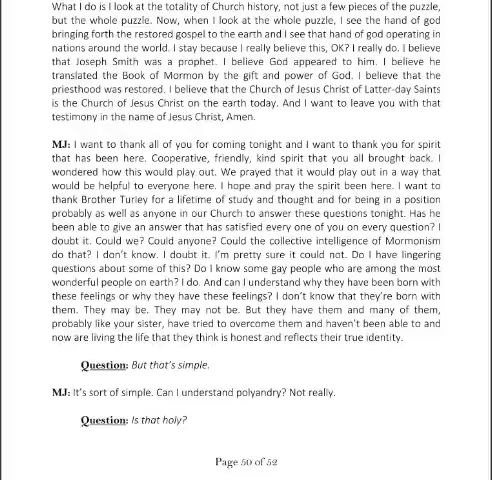 What I do is I look at the totality of Church history, not just a few pieces of the puzzle,
but the whole puzzle. Now, when I look at the whole puzzle, I see the hand of god
bringing forth the restored gospel to the earth and I see that hand of god operating in
nations around the world. I stay because I really believe this, OK? I really do. I believe
that Joseph Smith was a prophet. I believe God appeared to him. I believe he
translated the Book of Mormon by the gift and power of God. I believe that the
priesthood was restored. I believe that the Church of Jesus Christ of Latter-day Saints
is the Church of Jesus Christ on the earth today. And I want to leave you with that
testimony in the name of Jesus Christ, Amen.
MJ: I want to thank all of you for coming tonight and I want to thank you for spirit
that has been here. Cooperative, friendly, kind spirit that you all brought back. I
wondered how this would play out. We prayed that it would play out in a way that
would be helpful to everyone here. I hope and pray the spirit been here. I want to
thank Brother Turley for a lifetime of study and thought and for being in a position
probably as well as anyone in our Church to answer these questions tonight. Has he
been able to give an answer that has satisfied every one of you on every question? I
doubt it. Could we? Could anyone? Could the collective intelligence of Mormonism
do that? I don't know. I doubt it. I'm pretty sure it could not. Do I have lingering
questions about some of this? Do I know some gay people who are among the most
wonderful people on earth? I do. And can I understand why they have been born with
these feelings or why they have these feelings? I don't know that they're born with
them. They may be. They may not be. But they have them and many of them,
probably like your sister, have tried to overcome them and haven't been able to and
now are living the life that they think is honest and reflects their true identity.
Question: But that's simple.
MJ: It's sort of simple. Can I understand polyandry? Not really.
Question: Is that holy?
Page 50 of 52